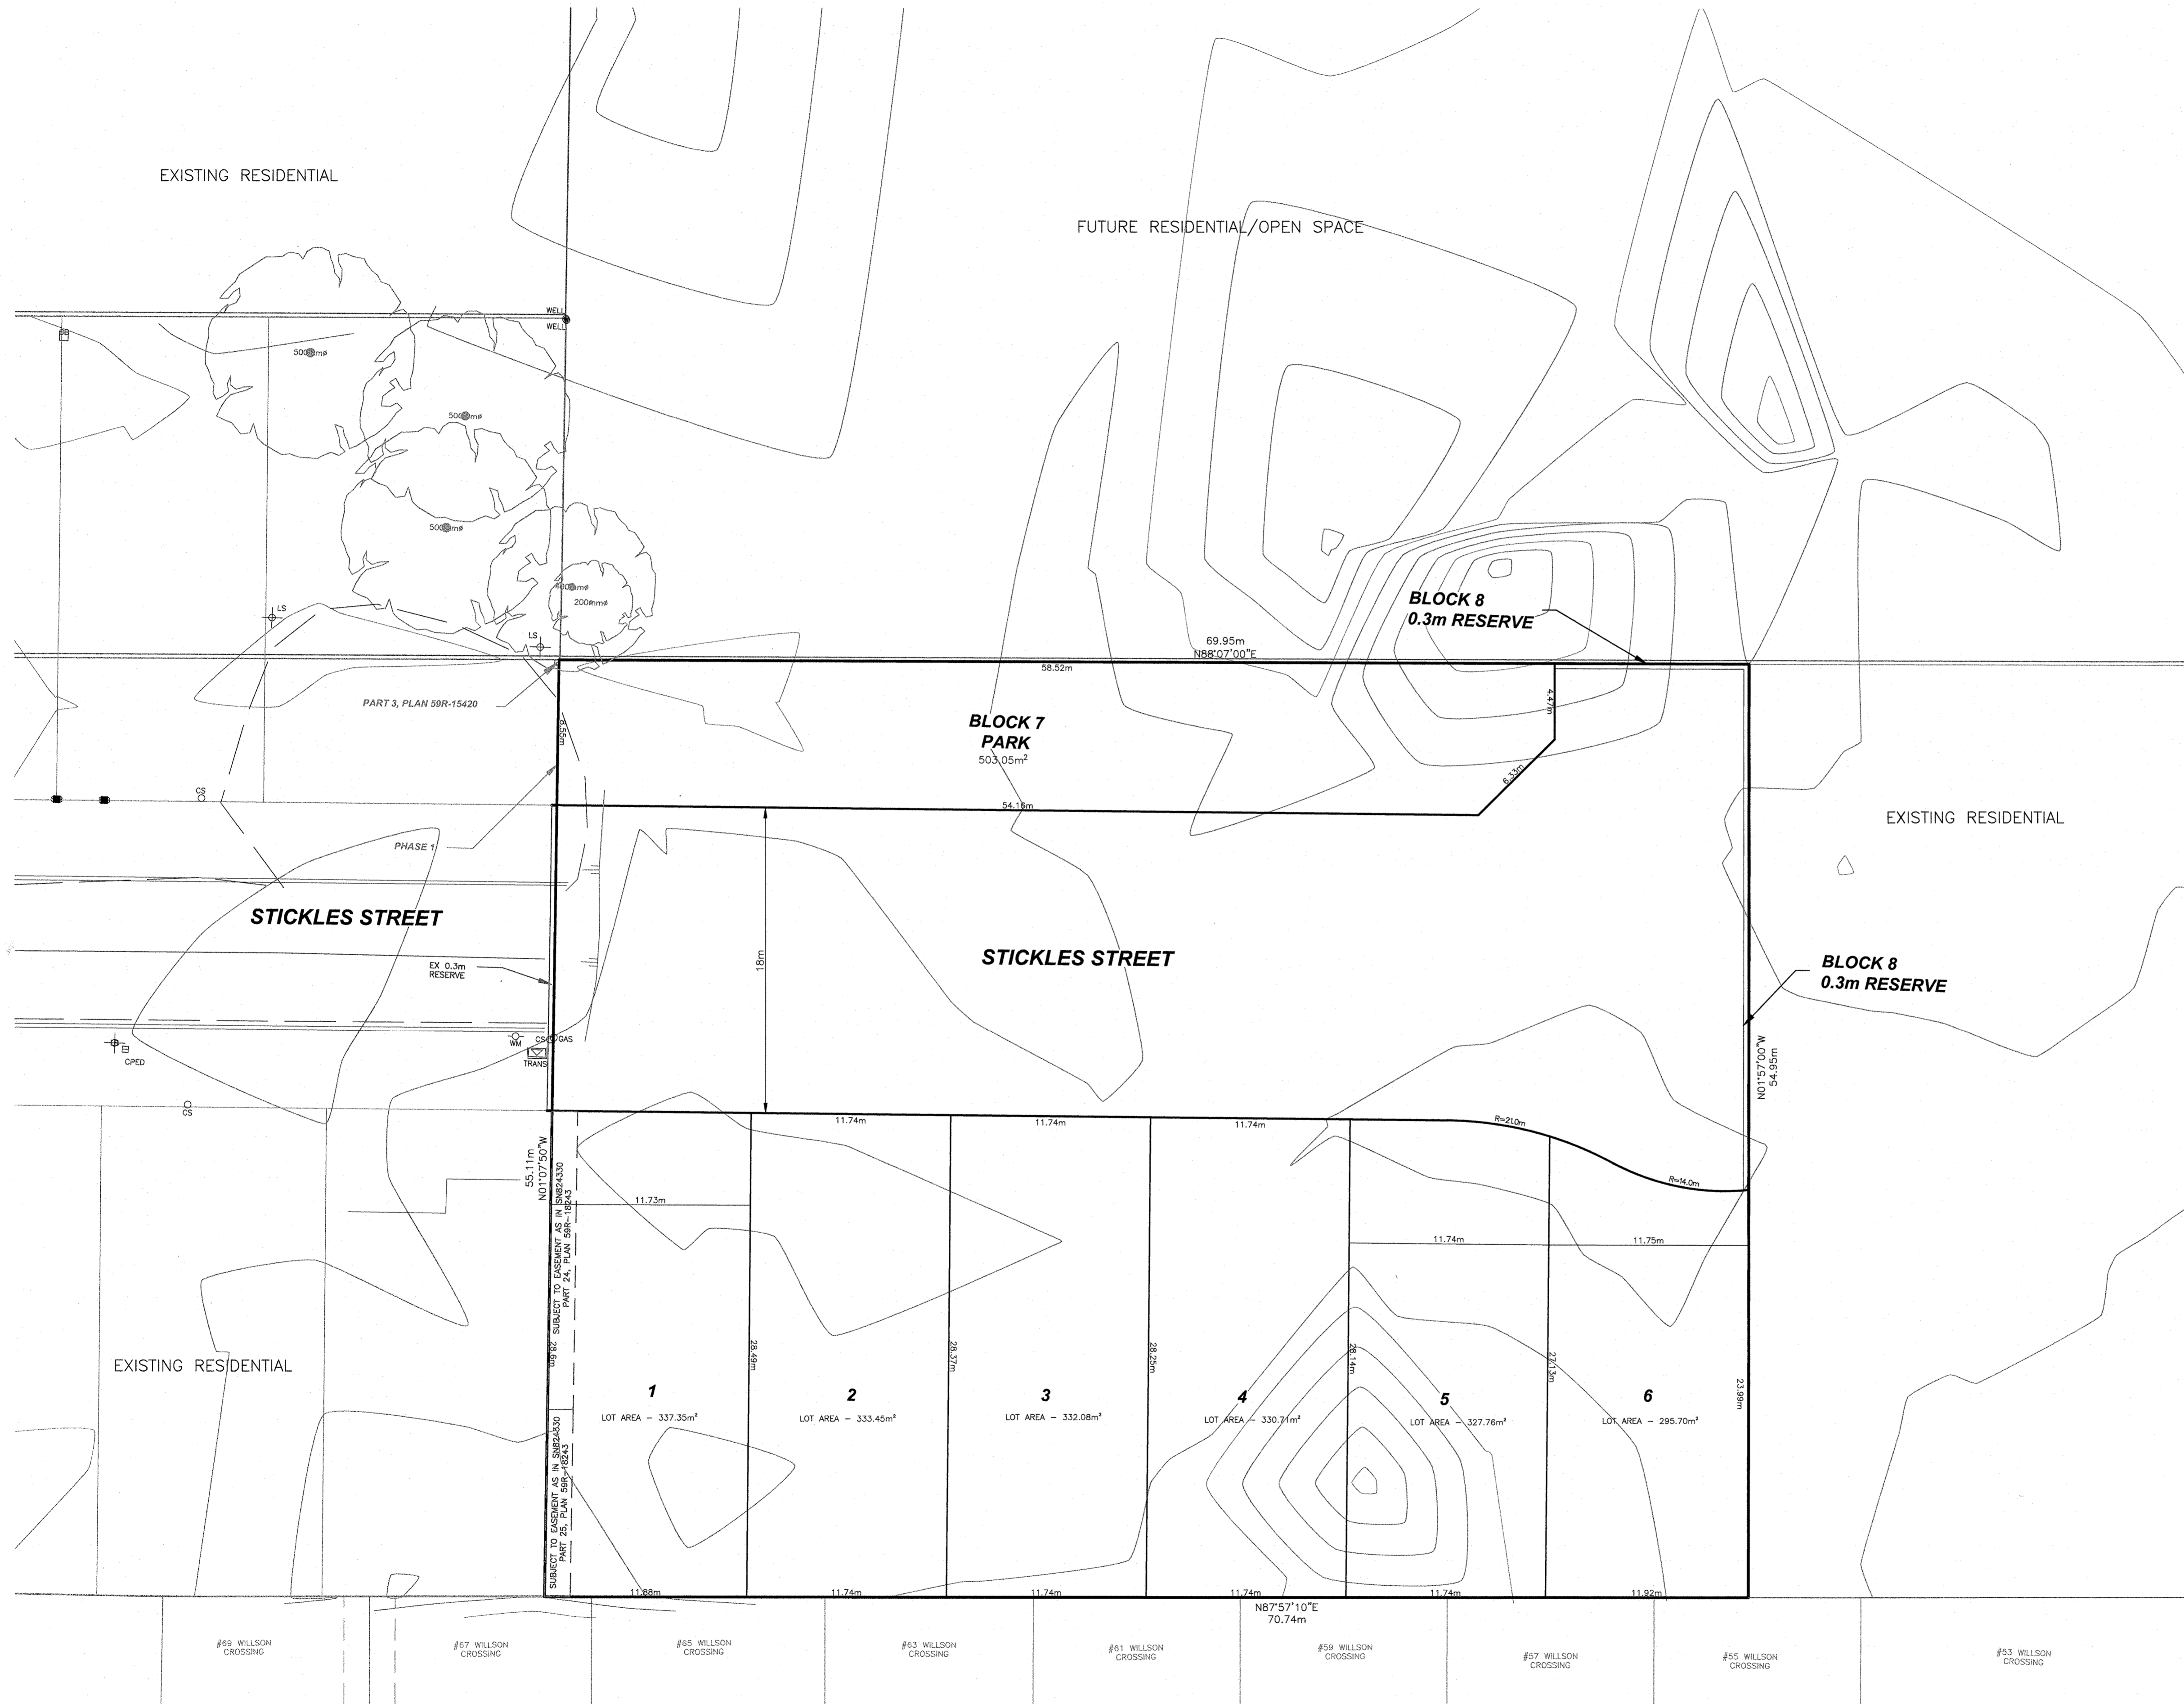 EXISTING RESIDENTIAL
FUTURE RESIDENTIAL/OPEN SPACE
WELL
WELL
LS
LS
200mmø
BLOCK 8
0.3m RESERVE
69.95m
N88°07'00"E
58.52m
PART 3, PLAN 59R-15420
8.55m
BLOCK 7
PARK
503.05m²
4.47m
6.33m
54.16m
CS
PHASE 1
EXISTING RESIDENTIAL
STICKLES STREET
STICKLES STREET
18m
EX 0.3m
RESERVE
BLOCK 8
0.3m RESERVE
WM
CS
GAS
TRANS
CPED
CS
N01°57'00"W
54.95m
55.11m
N01°07'50"W
11.74m
11.74m
11.74m
R=21.0m
R=14.0m
11.73m
11.74m
11.75m
SUBJECT TO EASEMENT AS IN SN824330
PART 24, PLAN 59R-18243
28.6m
28.49m
28.37m
28.25m
28.14m
27.13m
23.99m
EXISTING RESIDENTIAL
1
LOT AREA - 337.35m²
2
LOT AREA - 333.45m²
3
LOT AREA - 332.08m²
4
LOT AREA - 330.71m²
5
LOT AREA - 327.76m²
6
LOT AREA - 295.70m²
SUBJECT TO EASEMENT AS IN SN824330
PART 25, PLAN 59R-18243
11.88m
11.74m
11.74m
11.74m
11.74m
11.92m
N87°57'10"E
70.74m
#69 WILLSON
CROSSING
#67 WILLSON
CROSSING
#65 WILLSON
CROSSING
#63 WILLSON
CROSSING
#61 WILLSON
CROSSING
#59 WILLSON
CROSSING
#57 WILLSON
CROSSING
#55 WILLSON
CROSSING
#53 WILLSON
CROSSING